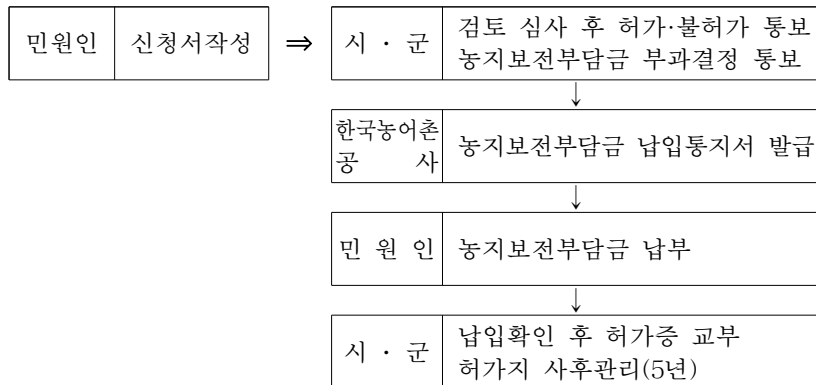 민원인 신청서작성 ⇒ 시 · 군 검토 심사 후 허가·불허가 통보
농지보전부담금 부과결정 통보
↓
한국농어촌
공 사 농지보전부담금 납입통지서 발급
↓
민 원 인 농지보전부담금 납부
↓
시 · 군 납입확인 후 허가증 교부
허가지 사후관리(5년)